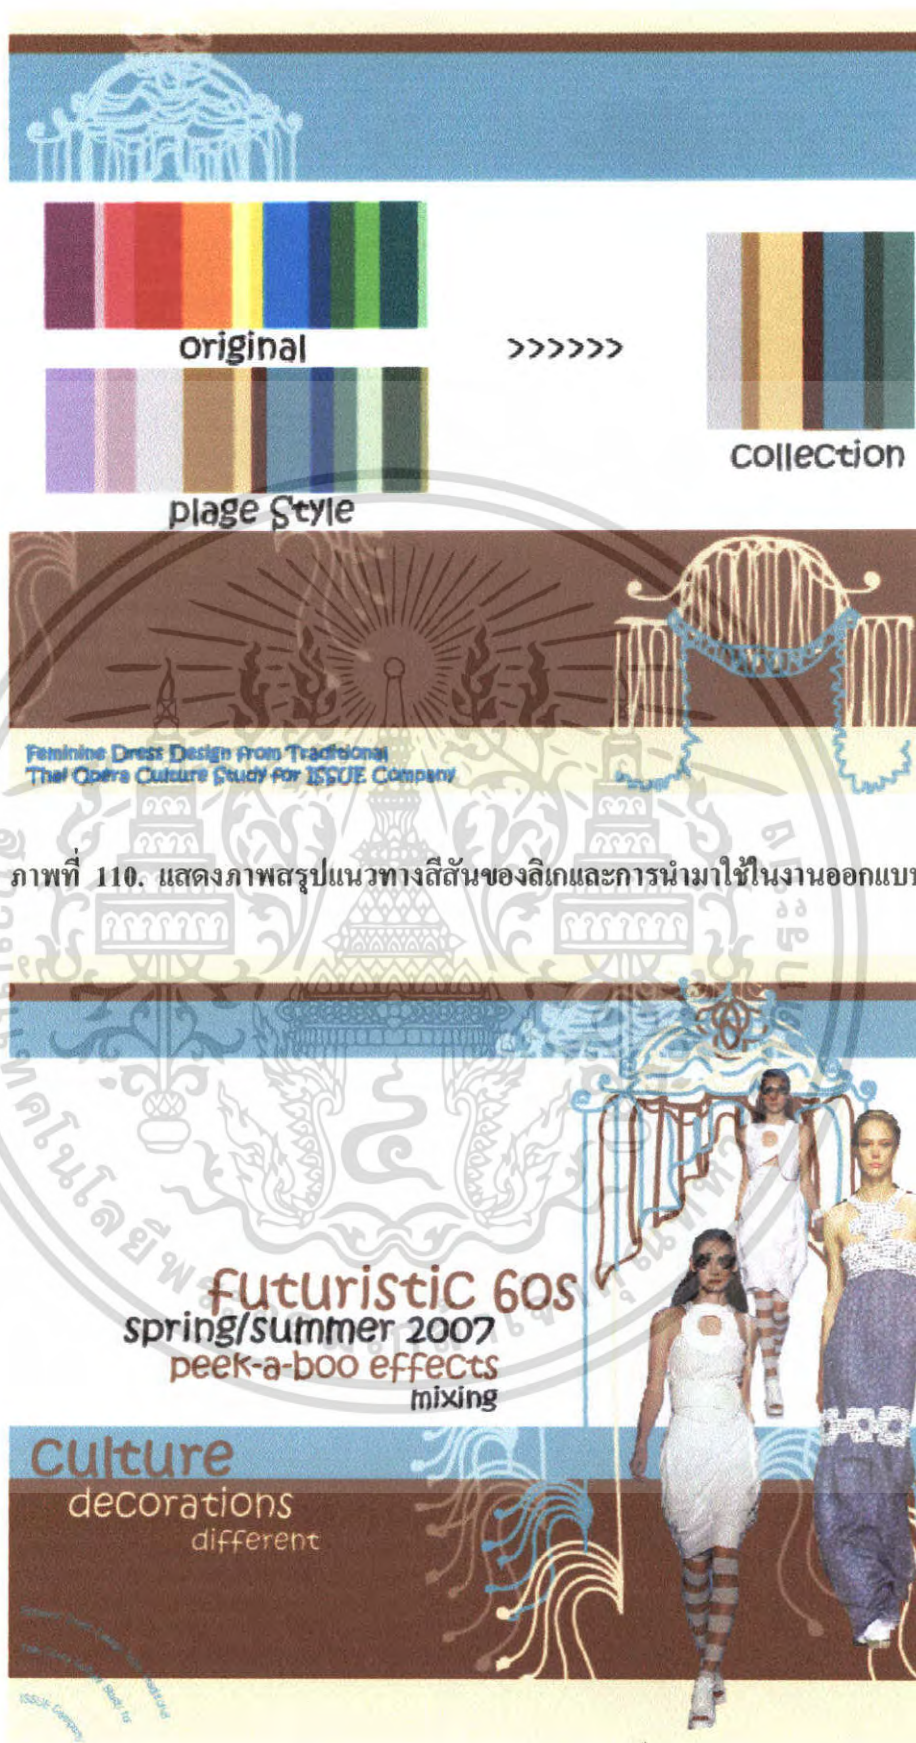 original
>>>>>>
collection
plage Style
Feminine Dress Design from Traditional
Thai Opera Culture Study for ISSUE Company
ภาพที่ 110. แสดงภาพสรุปแนวทางสีสันของลิเกและการนำมาใช้ในงานออกแบบ
futuristic 60s
spring/summer 2007
peek-a-boo effects
mixing
culture
decorations
different
ISSUE Company